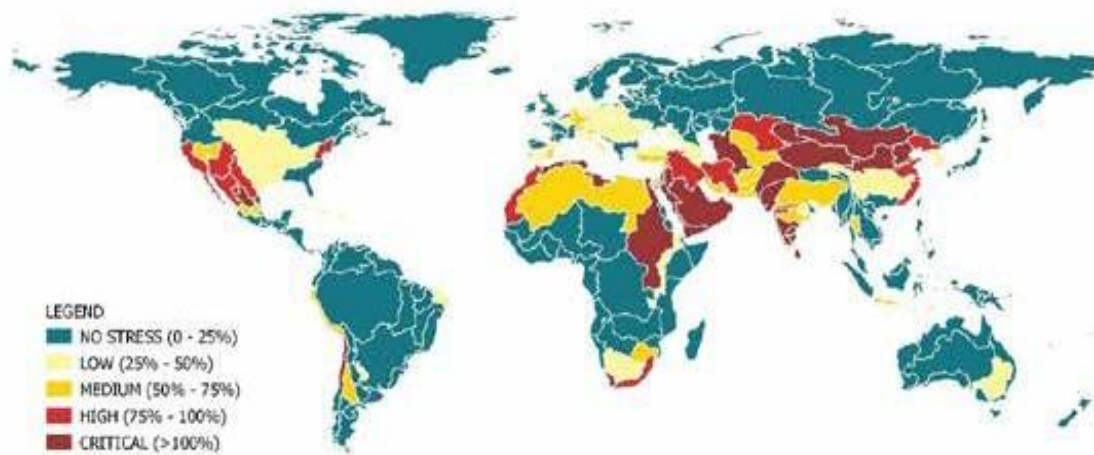 LEGEND
NO STRESS (0 - 25%)
LOW (25% - 50%)
MEDIUM (50% - 75%)
HIGH (75% - 100%)
CRITICAL (>100%)